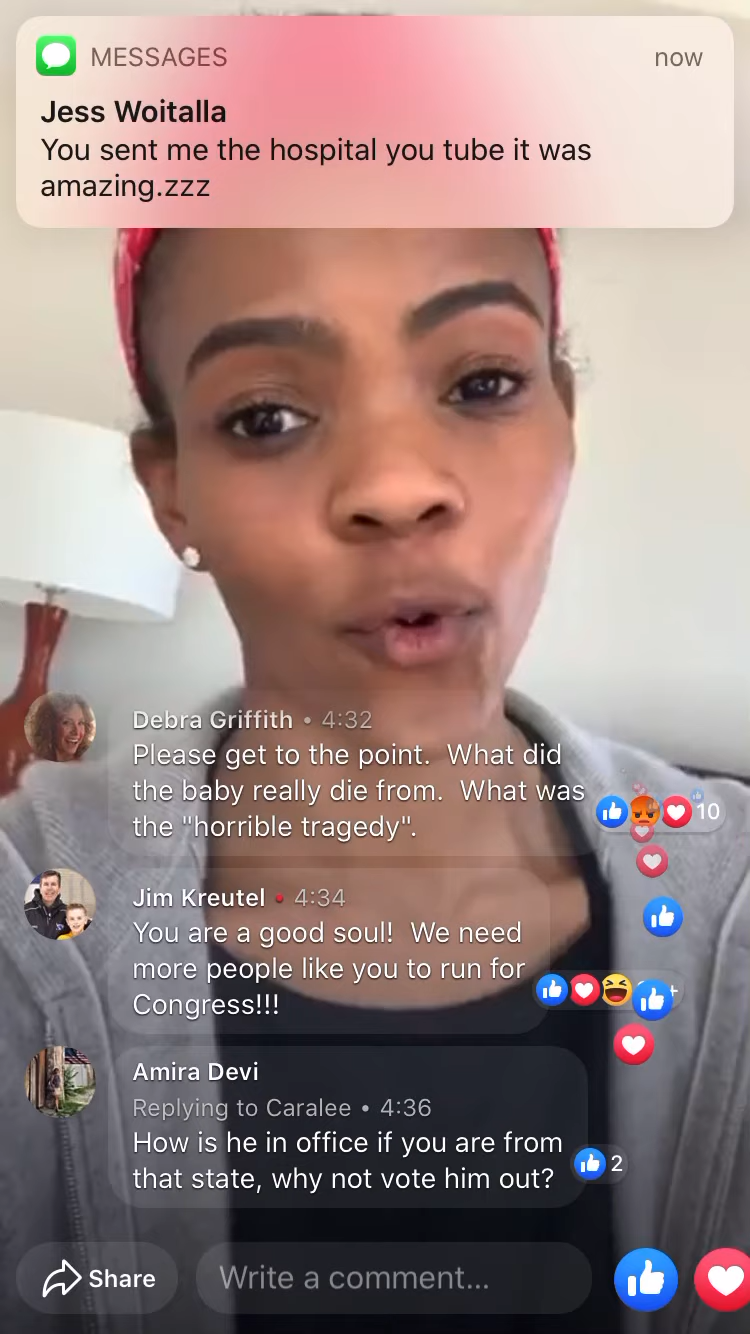 MESSAGES now
Jess Woitalla
You sent me the hospital you tube it was
amazing.zzz
Debra Griffith • 4:32
Please get to the point.  What did
the baby really die from.  What was
the "horrible tragedy".
10
Jim Kreutel • 4:34
You are a good soul!  We need
more people like you to run for
Congress!!!
Amira Devi
Replying to Caralee • 4:36
How is he in office if you are from
that state, why not vote him out?
2
Share
Write a comment...